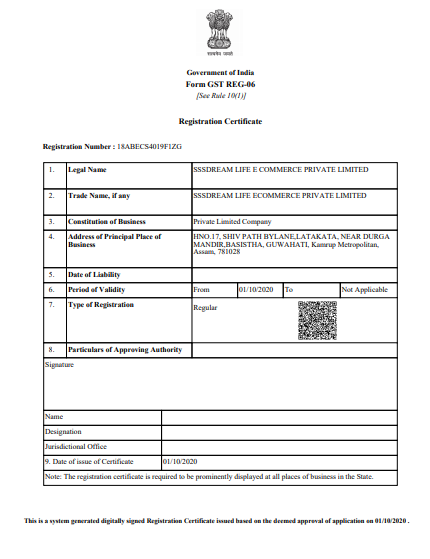 सत्यमेव जयते
Government of India
Form GST REG-06
[See Rule 10(1)]
Registration Certificate
Registration Number : 18ABECS4019F1ZG
1. Legal Name SSSDREAM LIFE E COMMERCE PRIVATE LIMITED
2. Trade Name, if any SSSDREAM LIFE ECOMMERCE PRIVATE LIMITED
3. Constitution of Business Private Limited Company
4. Address of Principal Place of Business HNO.17, SHIV PATH BYLANE,LATAKATA, NEAR DURGA
MANDIR,BASISTHA, GUWAHATI, Kamrup Metropolitan,
Assam, 781028
5. Date of Liability
6. Period of Validity From 01/10/2020 To Not Applicable
7. Type of Registration Regular
8. Particulars of Approving Authority
Signature
Name
Designation
Jurisdictional Office
9. Date of issue of Certificate 01/10/2020
Note: The registration certificate is required to be prominently displayed at all places of business in the State.
This is a system generated digitally signed Registration Certificate issued based on the deemed approval of application on 01/10/2020 .